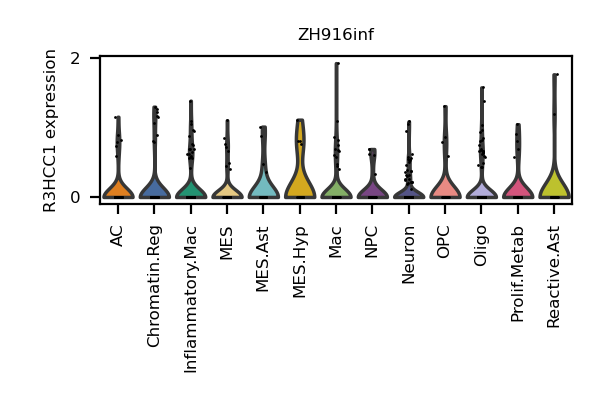 ZH916inf
R3HCC1 expression
2
0
AC
Chromatin.Reg
Inflammatory.Mac
MES
MES.Ast
MES.Hyp
Mac
NPC
Neuron
OPC
Oligo
Prolif.Metab
Reactive.Ast